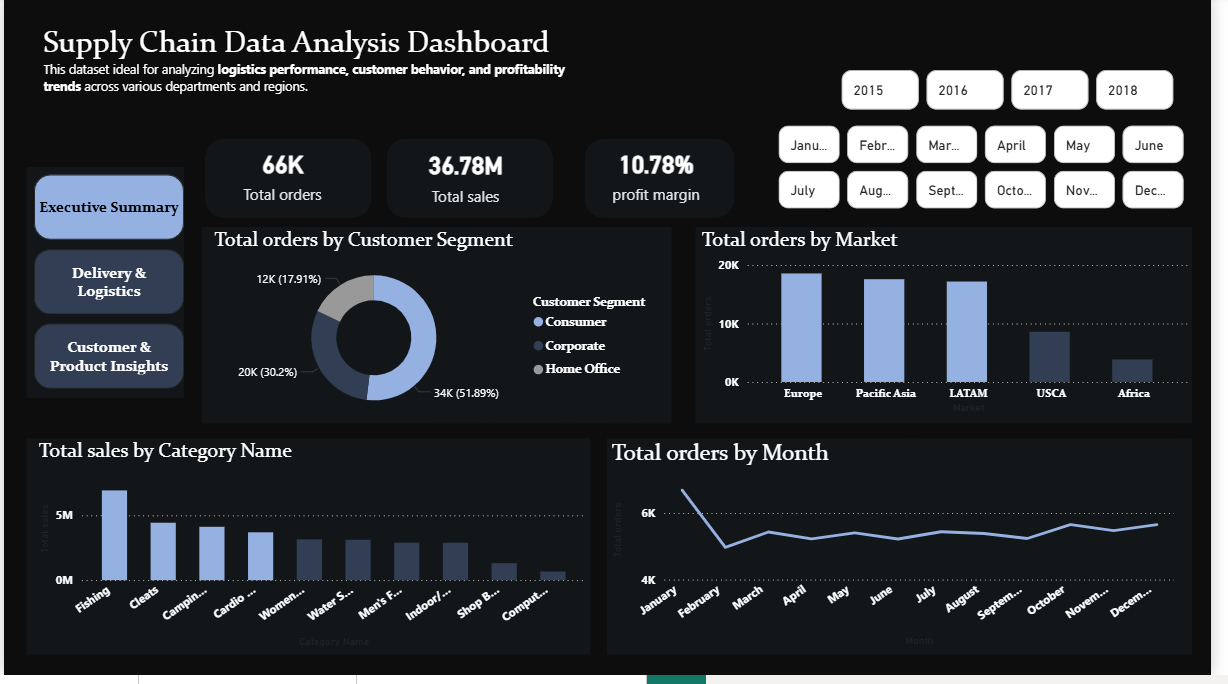 Supply Chain Data Analysis Dashboard
This dataset ideal for analyzing logistics performance, customer behavior, and profitability
trends across various departments and regions.
2015 2016 2017 2018
Janu... Febr... Mar... April May June
July Aug... Sept... Octo... Nov... Dec...
66K
Total orders
36.78M
Total sales
10.78%
profit margin
Executive Summary
Delivery &
Logistics
Customer &
Product Insights
Total orders by Customer Segment
12K (17.91%)
20K (30.2%)
34K (51.89%)
Customer Segment
Consumer
Corporate
Home Office
Total orders by Market
Total orders
20K
10K
0K
Europe Pacific Asia LATAM USCA Africa
Market
Total sales by Category Name
Total sales
5M
0M
Fishing Cleats Campin... Cardio ... Women... Water S... Men's F... Indoor/... Shop B... Comput...
Category Name
Total orders by Month
Total orders
6K
4K
January February March April May June July August Septem... October Novem... Decem...
Month